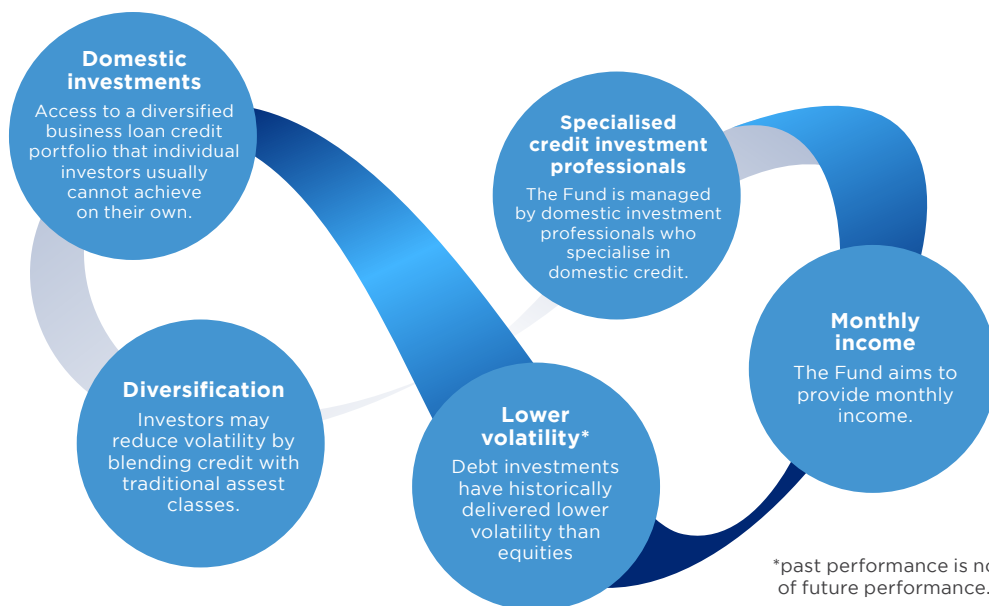 Domestic
investments
Access to a diversified
business loan credit
portfolio that individual
investors usually
cannot achieve
on their own.
Specialised
credit investment
professionals
The Fund is managed
by domestic investment
professionals who
specialise in
domestic credit.
Monthly
income
The Fund aims to
provide monthly
income.
Diversification
Investors may
reduce volatility by
blending credit with
traditional assest
classes.
Lower
volatility*
Debt investments
have historically
delivered lower
volatility than
equities
*past performance is
of future performance.